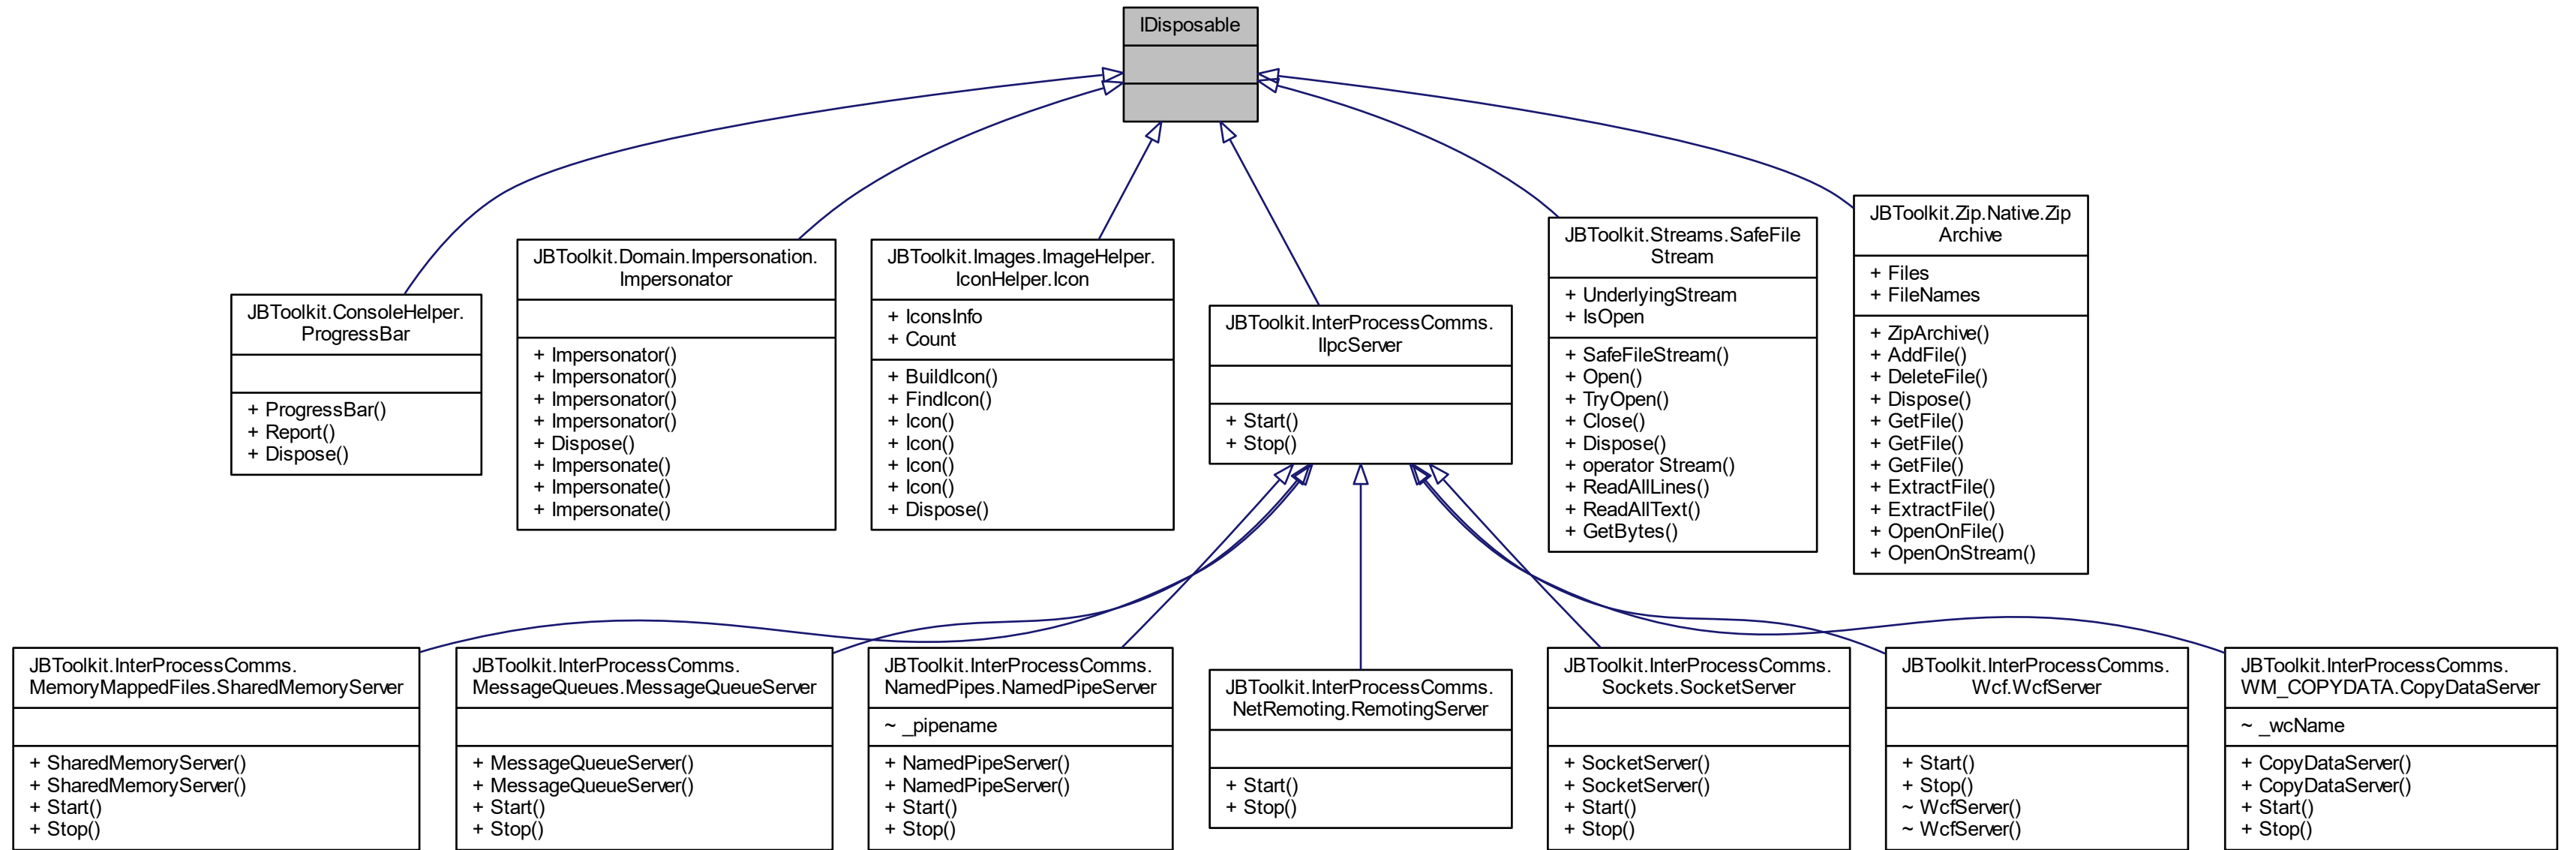 IDisposable
JBToolkit.ConsoleHelper.
ProgressBar
+ ProgressBar()
+ Report()
+ Dispose()
JBToolkit.Domain.Impersonation.
Impersonator
+ Impersonator()
+ Impersonator()
+ Impersonator()
+ Impersonator()
+ Dispose()
+ Impersonate()
+ Impersonate()
+ Impersonate()
JBToolkit.Images.ImageHelper.
IconHelper.Icon
+ IconsInfo
+ Count
+ BuildIcon()
+ FindIcon()
+ Icon()
+ Icon()
+ Icon()
+ Icon()
+ Dispose()
JBToolkit.InterProcessComms.
IIpcServer
+ Start()
+ Stop()
JBToolkit.Streams.SafeFile
Stream
+ UnderlyingStream
+ IsOpen
+ SafeFileStream()
+ Open()
+ TryOpen()
+ Close()
+ Dispose()
+ operator Stream()
+ ReadAllLines()
+ ReadAllText()
+ GetBytes()
JBToolkit.Zip.Native.Zip
Archive
+ Files
+ FileNames
+ ZipArchive()
+ AddFile()
+ DeleteFile()
+ Dispose()
+ GetFile()
+ GetFile()
+ GetFile()
+ ExtractFile()
+ ExtractFile()
+ OpenOnFile()
+ OpenOnStream()
JBToolkit.InterProcessComms.
MemoryMappedFiles.SharedMemoryServer
+ SharedMemoryServer()
+ SharedMemoryServer()
+ Start()
+ Stop()
JBToolkit.InterProcessComms.
MessageQueues.MessageQueueServer
+ MessageQueueServer()
+ MessageQueueServer()
+ Start()
+ Stop()
JBToolkit.InterProcessComms.
NamedPipes.NamedPipeServer
~ _pipename
+ NamedPipeServer()
+ NamedPipeServer()
+ Start()
+ Stop()
JBToolkit.InterProcessComms.
NetRemoting.RemotingServer
+ Start()
+ Stop()
JBToolkit.InterProcessComms.
Sockets.SocketServer
+ SocketServer()
+ SocketServer()
+ Start()
+ Stop()
JBToolkit.InterProcessComms.
Wcf.WcfServer
+ Start()
+ Stop()
~ WcfServer()
~ WcfServer()
JBToolkit.InterProcessComms.
WM_COPYDATA.CopyDataServer
~ _wcName
+ CopyDataServer()
+ CopyDataServer()
+ Start()
+ Stop()